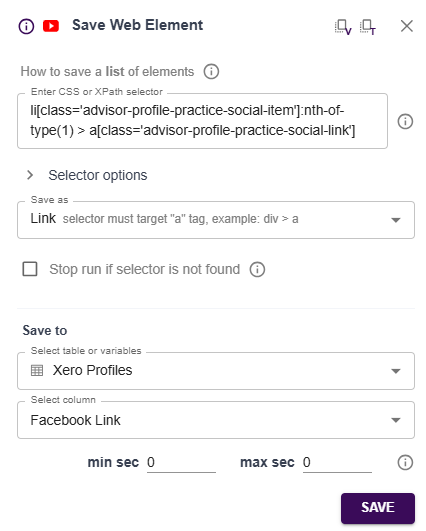 Save Web Element
V T
How to save a list of elements
Enter CSS or XPath selector
li[class='advisor-profile-practice-social-item']:nth-of-
type(1) > a[class='advisor-profile-practice-social-link']
Selector options
Save as
Link selector must target "a" tag, example: div > a
Stop run if selector is not found
Save to
Select table or variables
Xero Profiles
Select column
Facebook Link
min sec 0 max sec 0
SAVE